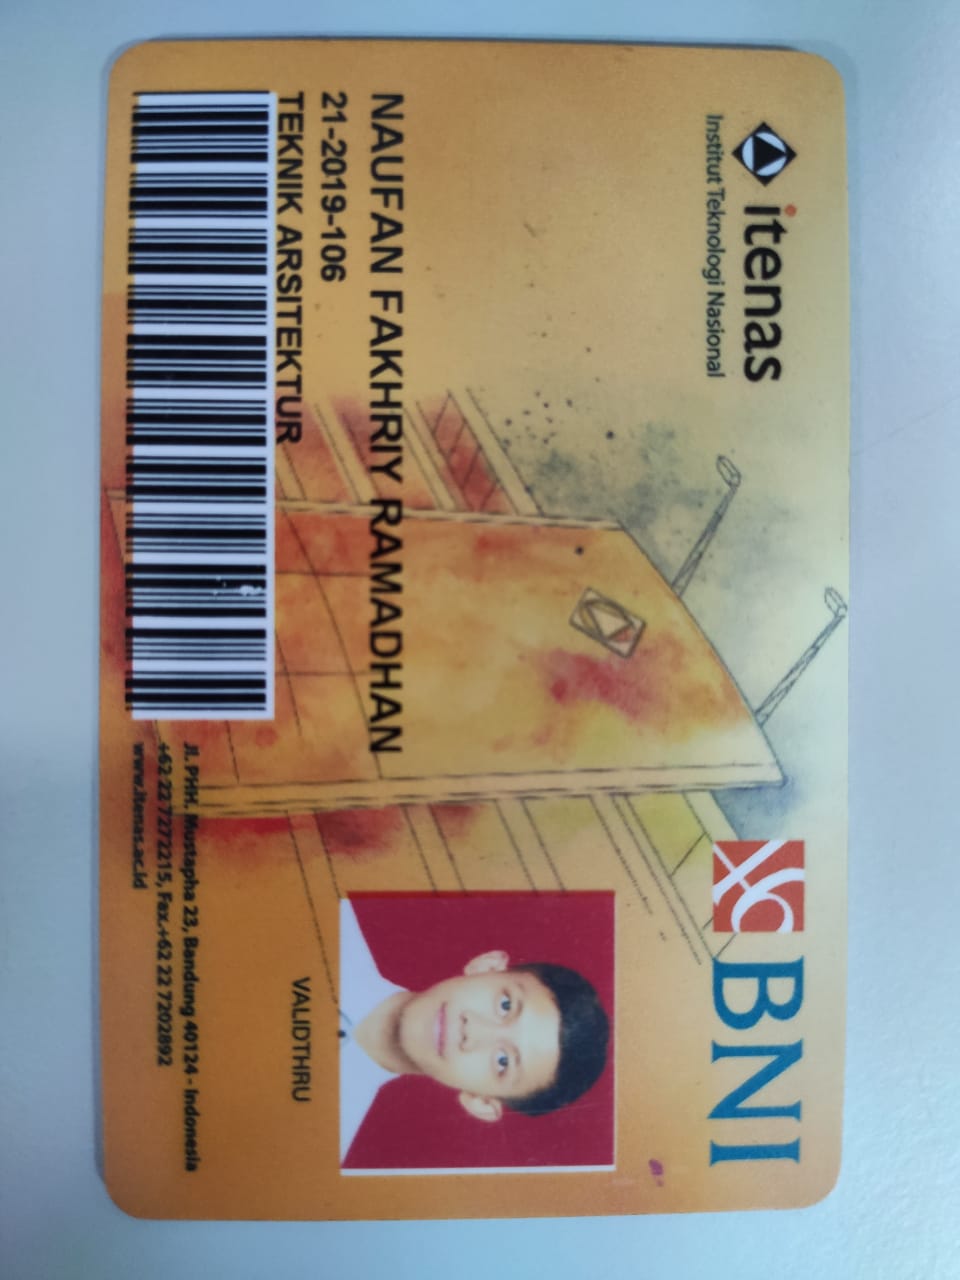 itenas
Institut Teknologi Nasional
BNI
NAUFAN FAKHRIY RAMADHAN
21-2019-106
TEKNIK ARSITEKTUR
VALIDTHRU
Jl. PHH. Mustapha 23, Bandung 40124 - Indonesia
+62 22 7272215, Fax.+62 22 7202892
www.itenas.ac.id